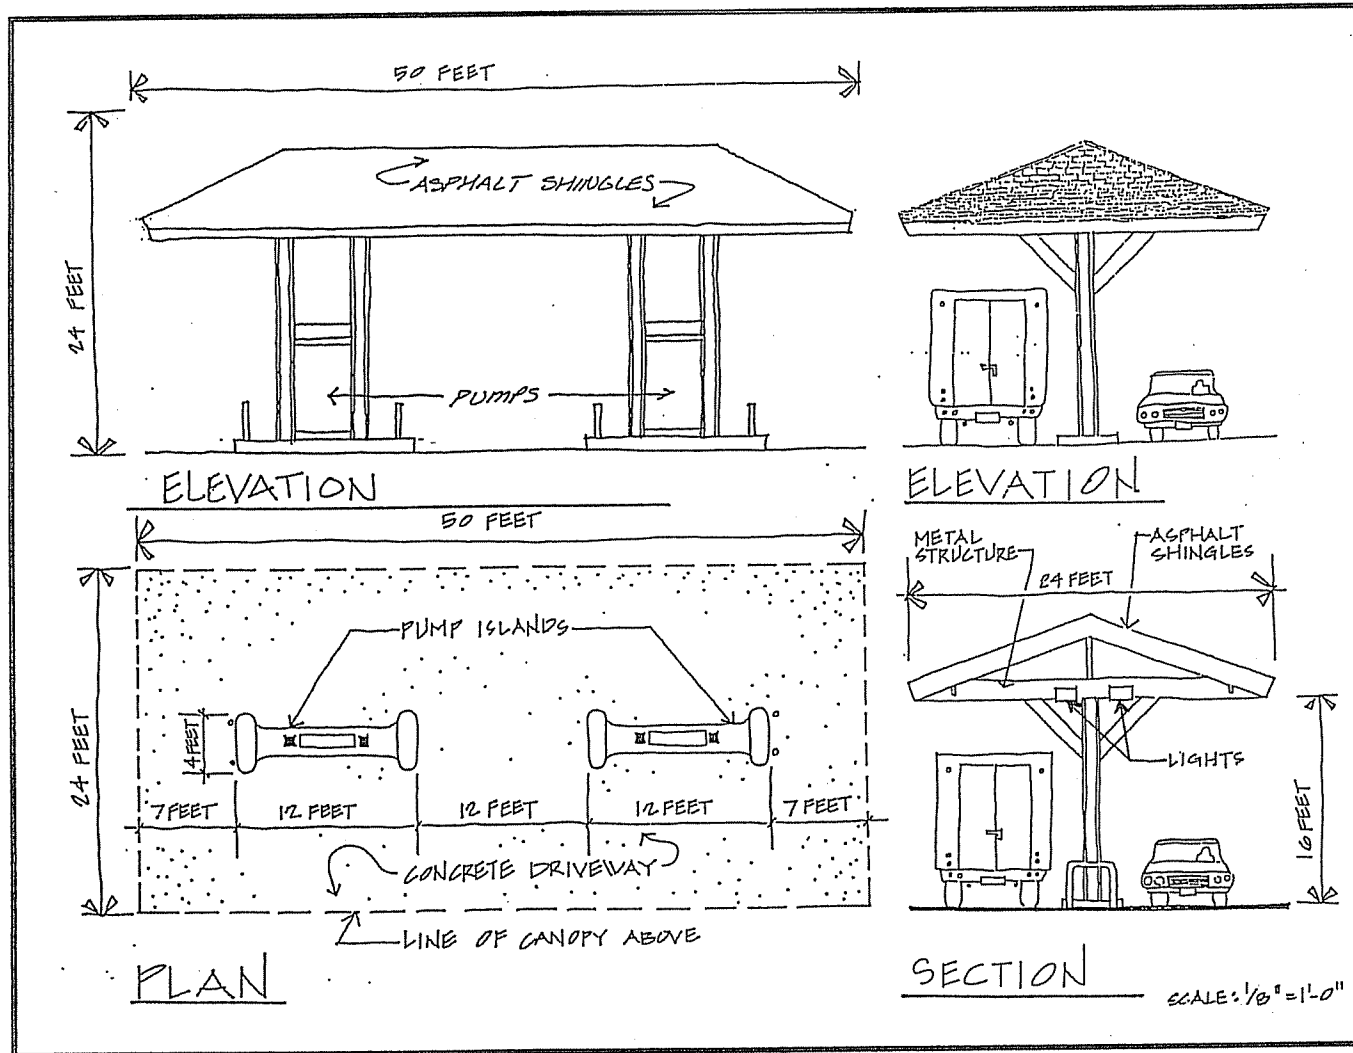 50 FEET
24 FEET
ASPHALT SHINGLES
PUMPS
ELEVATION
ELEVATION
50 FEET
24 FEET
PUMP ISLANDS
4 FEET
7 FEET
12 FEET
12 FEET
12 FEET
7 FEET
CONCRETE DRIVEWAY
LINE OF CANOPY ABOVE
PLAN
METAL
STRUCTURE
ASPHALT
SHINGLES
24 FEET
LIGHTS
16 FEET
SECTION
SCALE: 1/8" = 1'-0"